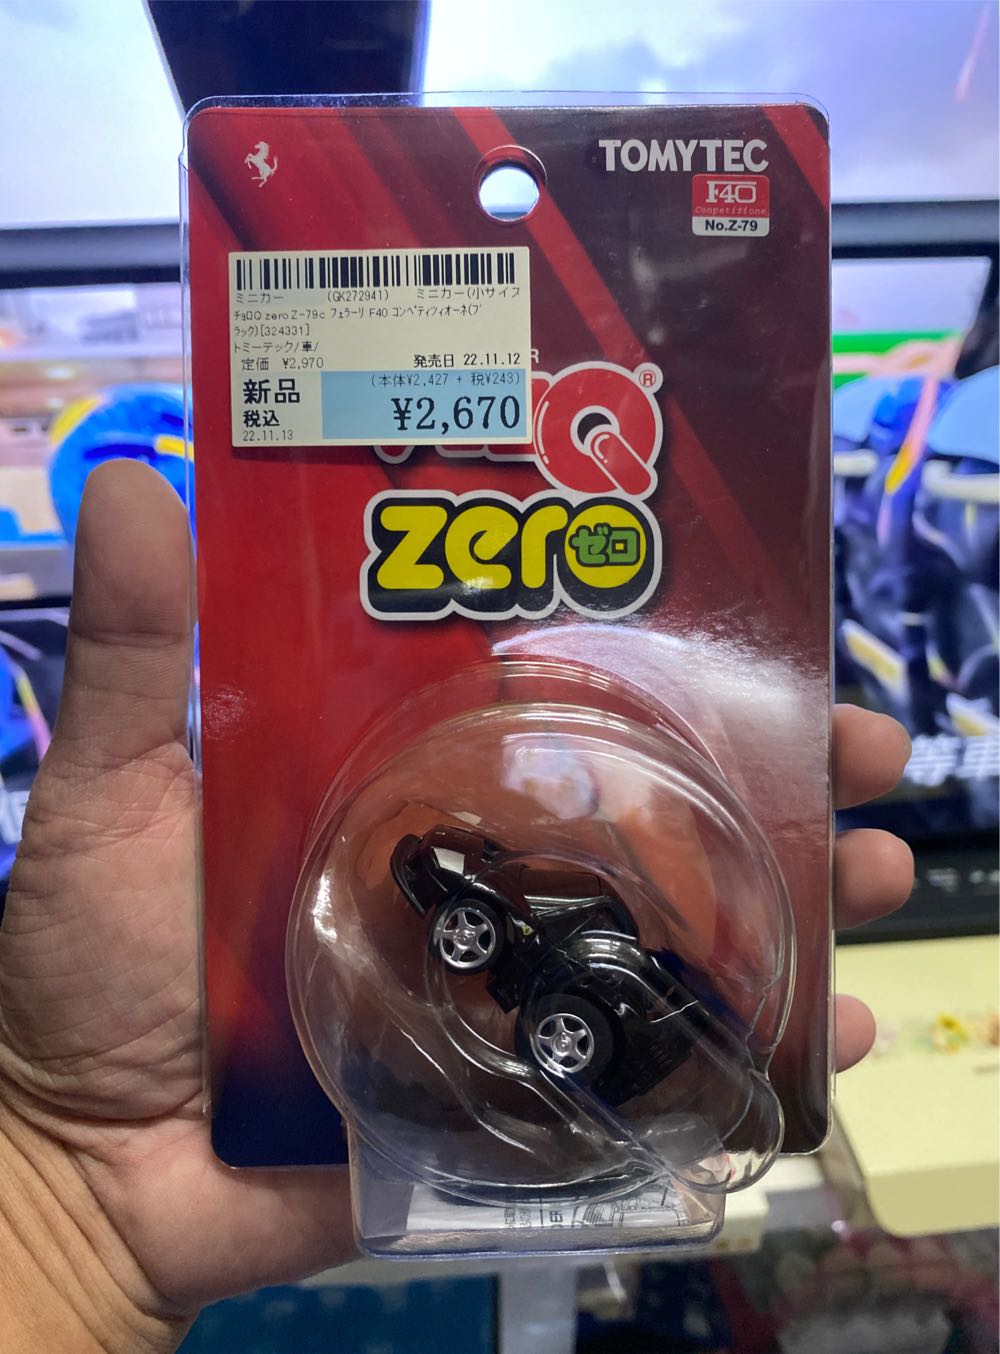 TOMYTEC
F40
Competizione
No.Z-79
ミニカー (GK272941) ミニカー(小サイズ
チョロQ zero Z-79c フェラーリ F40 コンペティツィオーネ(ブ
ラック)[324331]
トミーテック/車/
定価 ¥2,970 発売日 22.11.12
新品 (本体¥2,427 + 税¥243)
税込 ¥2,670
22.11.13
R
Q ®
zero ゼロ
等車